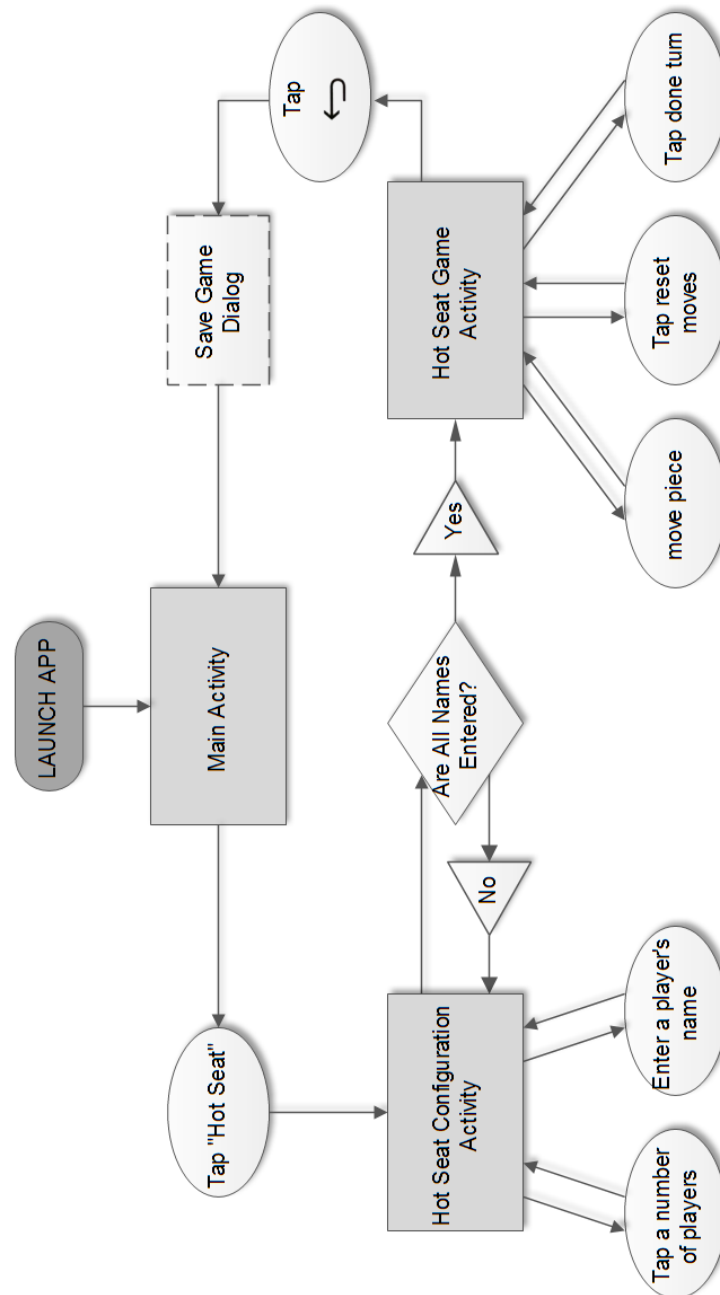 LAUNCH APP
Main Activity
Tap "Hot Seat"
Hot Seat Configuration
Activity
Tap a number
of players
Enter a player's
name
No
Are All Names
Entered?
Yes
Hot Seat Game
Activity
move piece
Tap reset
moves
Tap done turn
Tap
Save Game
Dialog